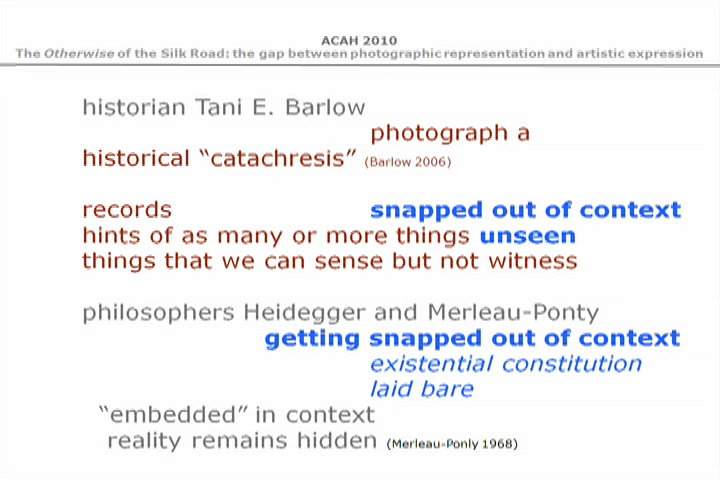 ACAH 2010
The Otherwise of the Silk Road: the gap between photographic representation and artistic expression
historian Tani E. Barlow
photograph a
historical “catachresis” (Barlow 2006)
records snapped out of context
hints of as many or more things unseen
things that we can sense but not witness
philosophers Heidegger and Merleau-Ponty
getting snapped out of context
existential constitution
laid bare
“embedded” in context
reality remains hidden (Merleau-Ponly 1968)